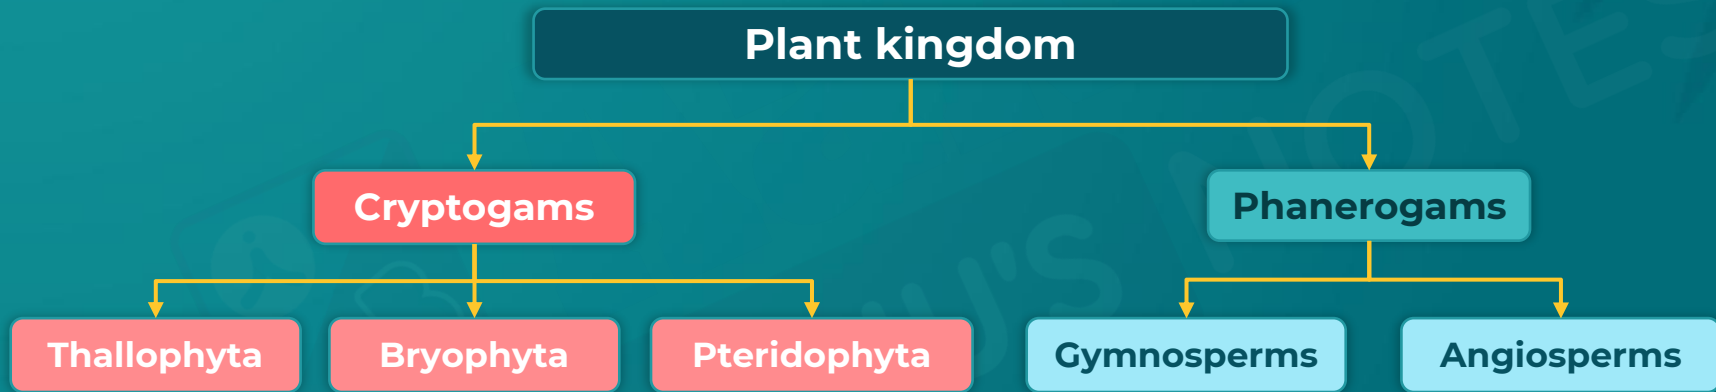 Plant kingdom
Cryptogams
Phanerogams
Thallophyta
Bryophyta
Pteridophyta
Gymnosperms
Angiosperms